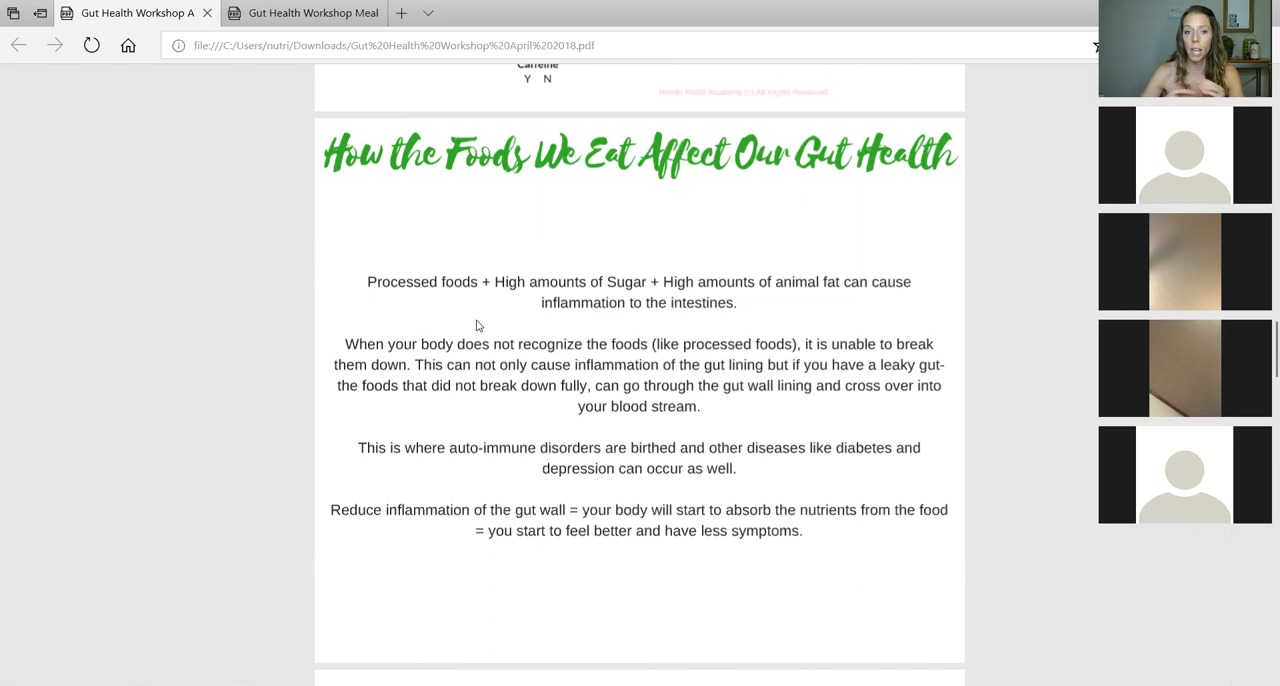 Gut Health Workshop A
Gut Health Workshop Meal
file:///C:/Users/nutri/Downloads/Gut%20Health%20Workshop%20April%202018.pdf
Caffeine
Y N
Health Rebel Academy (c) All Rights Reserved
How the Foods We Eat Affect Our Gut Health
Processed foods + High amounts of Sugar + High amounts of animal fat can cause
inflammation to the intestines.
When your body does not recognize the foods (like processed foods), it is unable to break
them down. This can not only cause inflammation of the gut lining but if you have a leaky gut-
the foods that did not break down fully, can go through the gut wall lining and cross over into
your blood stream.
This is where auto-immune disorders are birthed and other diseases like diabetes and
depression can occur as well.
Reduce inflammation of the gut wall = your body will start to absorb the nutrients from the food
= you start to feel better and have less symptoms.